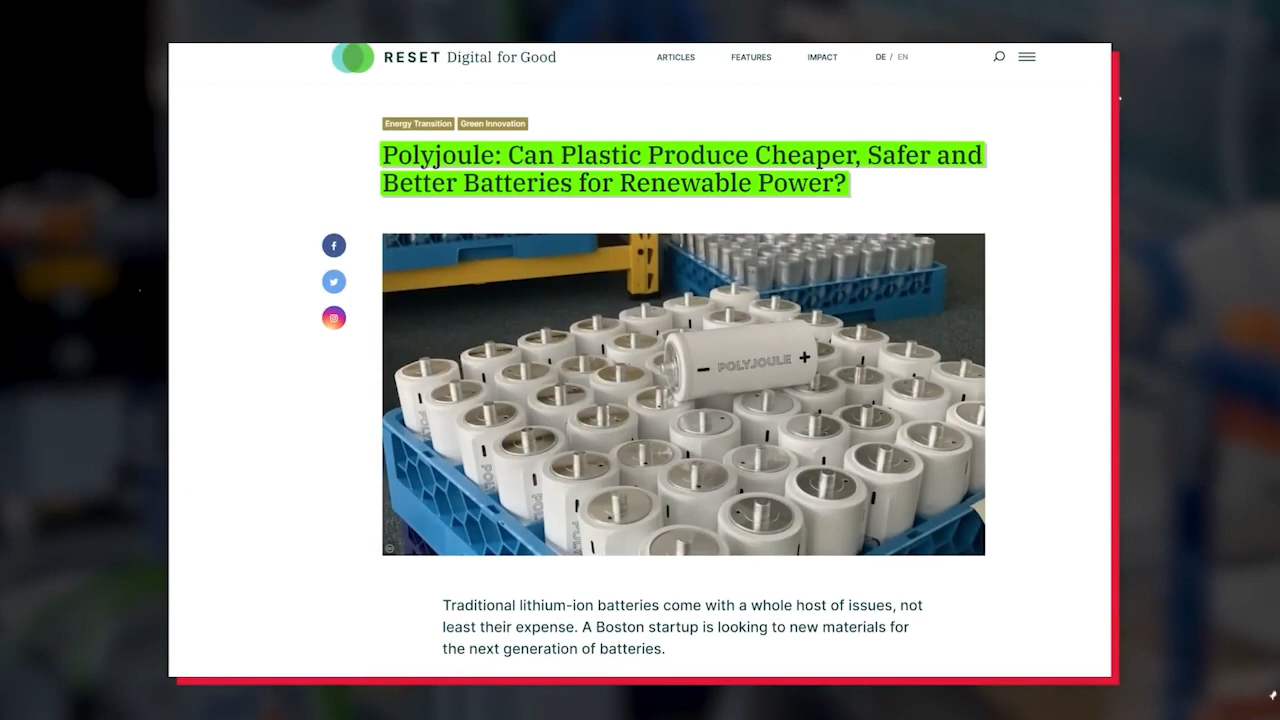 RESET Digital for Good
ARTICLES FEATURES IMPACT DE / EN
Energy Transition Green Innovation
Polyjoule: Can Plastic Produce Cheaper, Safer and
Better Batteries for Renewable Power?
− POLYJOULE +
Traditional lithium-ion batteries come with a whole host of issues, not
least their expense. A Boston startup is looking to new materials for
the next generation of batteries.